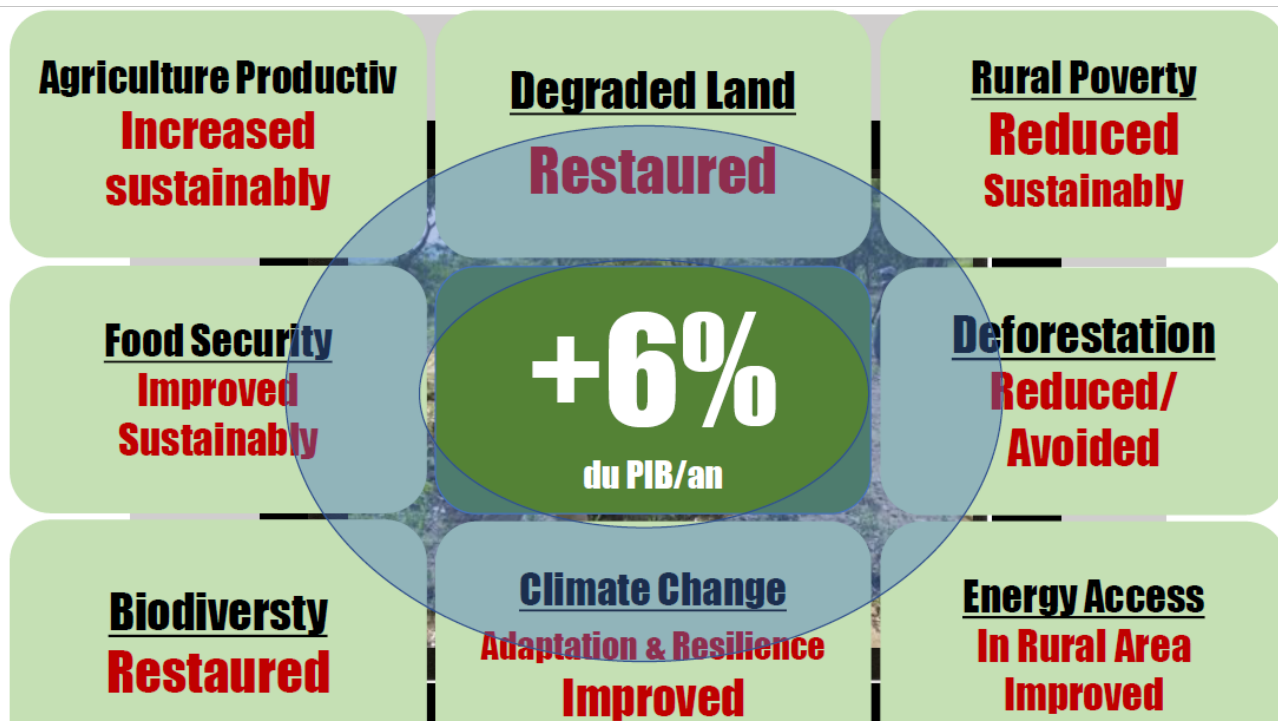 Agriculture Productiv
Increased
sustainably
Degraded Land
Restaured
Rural Poverty
Reduced
Sustainably
Food Security
Improved
Sustainably
+6%
du PIB/an
Deforestation
Reduced/
Avoided
Biodiversty
Restaured
Climate Change
Adaptation & Resilience
Improved
Energy Access
In Rural Area
Improved